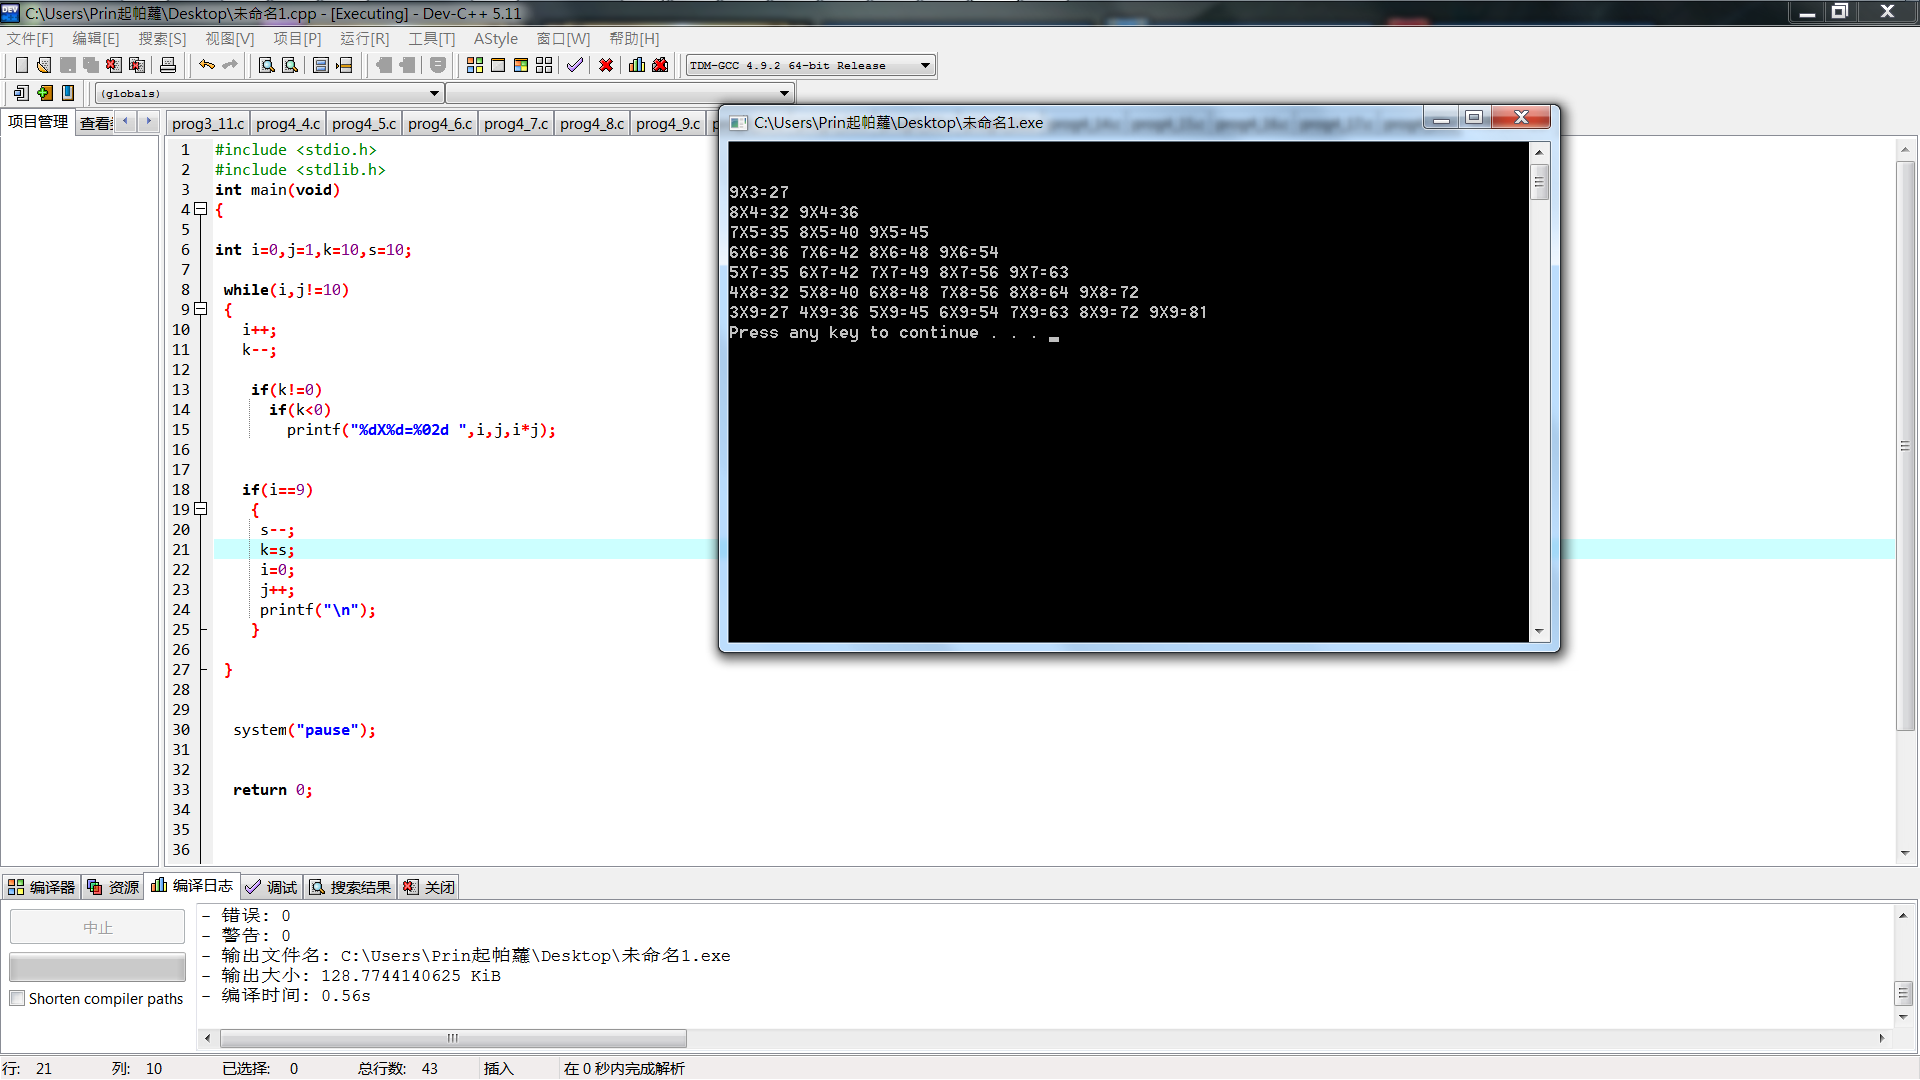 C:\Users\Prin起帕蘿\Desktop\未命名1.cpp - [Executing] - Dev-C++ 5.11
文件[F] 编辑[E] 搜索[S] 视图[V] 项目[P] 运行[R] 工具[T] AStyle 窗口[W] 帮助[H]
TDM-GCC 4.9.2 64-bit Release
(globals)
项目管理 查看
prog3_11.c prog4_4.c prog4_5.c prog4_6.c prog4_7.c prog4_8.c prog4_9.c
1 #include <stdio.h>
2 #include <stdlib.h>
3 int main(void)
4 {
5
6 int i=0,j=1,k=10,s=10;
7
8 while(i,j!=10)
9 {
10 i++;
11 k--;
12
13 if(k!=0)
14 if(k<0)
15 printf("%dX%d=%02d ",i,j,i*j);
16
17
18 if(i==9)
19 {
20 s--;
21 k=s;
22 i=0;
23 j++;
24 printf("\n");
25 }
26
27 }
28
29
30 system("pause");
31
32
33 return 0;
34
35
36
C:\Users\Prin起帕蘿\Desktop\未命名1.exe
9X3=27
8X4=32 9X4=36
7X5=35 8X5=40 9X5=45
6X6=36 7X6=42 8X6=48 9X6=54
5X7=35 6X7=42 7X7=49 8X7=56 9X7=63
4X8=32 5X8=40 6X8=48 7X8=56 8X8=64 9X8=72
3X9=27 4X9=36 5X9=45 6X9=54 7X9=63 8X9=72 9X9=81
Press any key to continue . . .
编译器 资源 编译日志 调试 搜索结果 关闭
中止
Shorten compiler paths
- 错误: 0
- 警告: 0
- 输出文件名: C:\Users\Prin起帕蘿\Desktop\未命名1.exe
- 输出大小: 128.7744140625 KiB
- 编译时间: 0.56s
行: 21 列: 10 已选择: 0 总行数: 43 插入 在 0 秒内完成解析